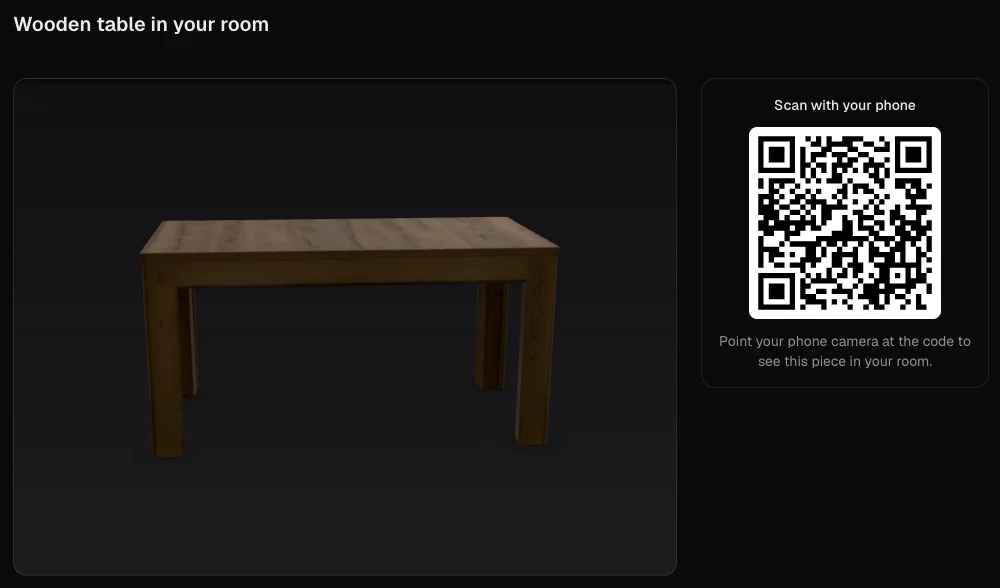 Wooden table in your room
Scan with your phone
Point your phone camera at the code to
see this piece in your room.